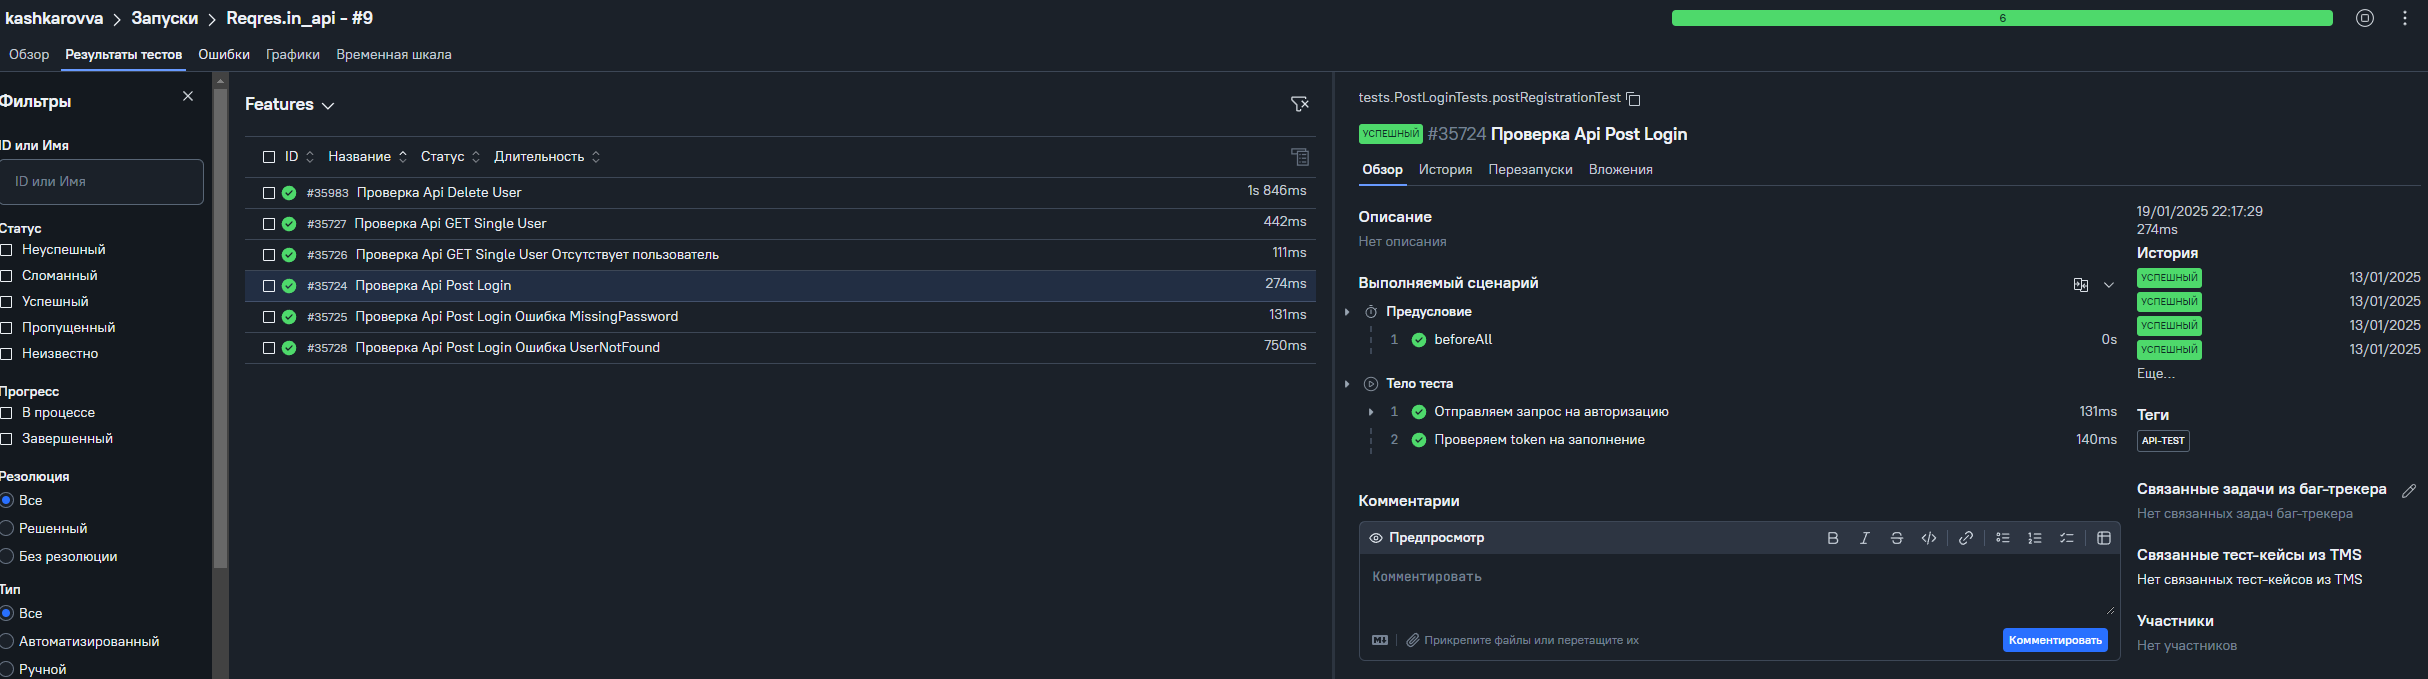 kashkarovva > Запуски > Reqres.in_api - #9
6
Обзор Результаты тестов Ошибки Графики Временная шкала
Фильтры
ID или Имя
ID или Имя
Статус
Неуспешный
Сломанный
Успешный
Пропущенный
Неизвестно
Прогресс
В процессе
Завершенный
Резолюция
Все
Решенный
Без резолюции
Тип
Все
Автоматизированный
Ручной
Features
ID Название Статус Длительность
#35983 Проверка Api Delete User 1s 846ms
#35727 Проверка Api GET Single User 442ms
#35726 Проверка Api GET Single User Отсутствует пользователь 111ms
#35724 Проверка Api Post Login 274ms
#35725 Проверка Api Post Login Ошибка MissingPassword 131ms
#35728 Проверка Api Post Login Ошибка UserNotFound 750ms
tests.PostLoginTests.postRegistrationTest
УСПЕШНЫЙ #35724 Проверка Api Post Login
Обзор История Перезапуски Вложения
Описание
Нет описания
Выполняемый сценарий
Предусловие
1 beforeAll 0s
Тело теста
1 Отправляем запрос на авторизацию 131ms
2 Проверяем token на заполнение 140ms
Комментарии
Предпросмотр
Комментировать
Прикрепите файлы или перетащите их
Комментировать
19/01/2025 22:17:29
274ms
История
УСПЕШНЫЙ 13/01/2025
УСПЕШНЫЙ 13/01/2025
УСПЕШНЫЙ 13/01/2025
УСПЕШНЫЙ 13/01/2025
Еще...
Теги
API-TEST
Связанные задачи из баг-трекера
Нет связанных задач баг-трекера
Связанные тест-кейсы из TMS
Нет связанных тест-кейсов из TMS
Участники
Нет участников